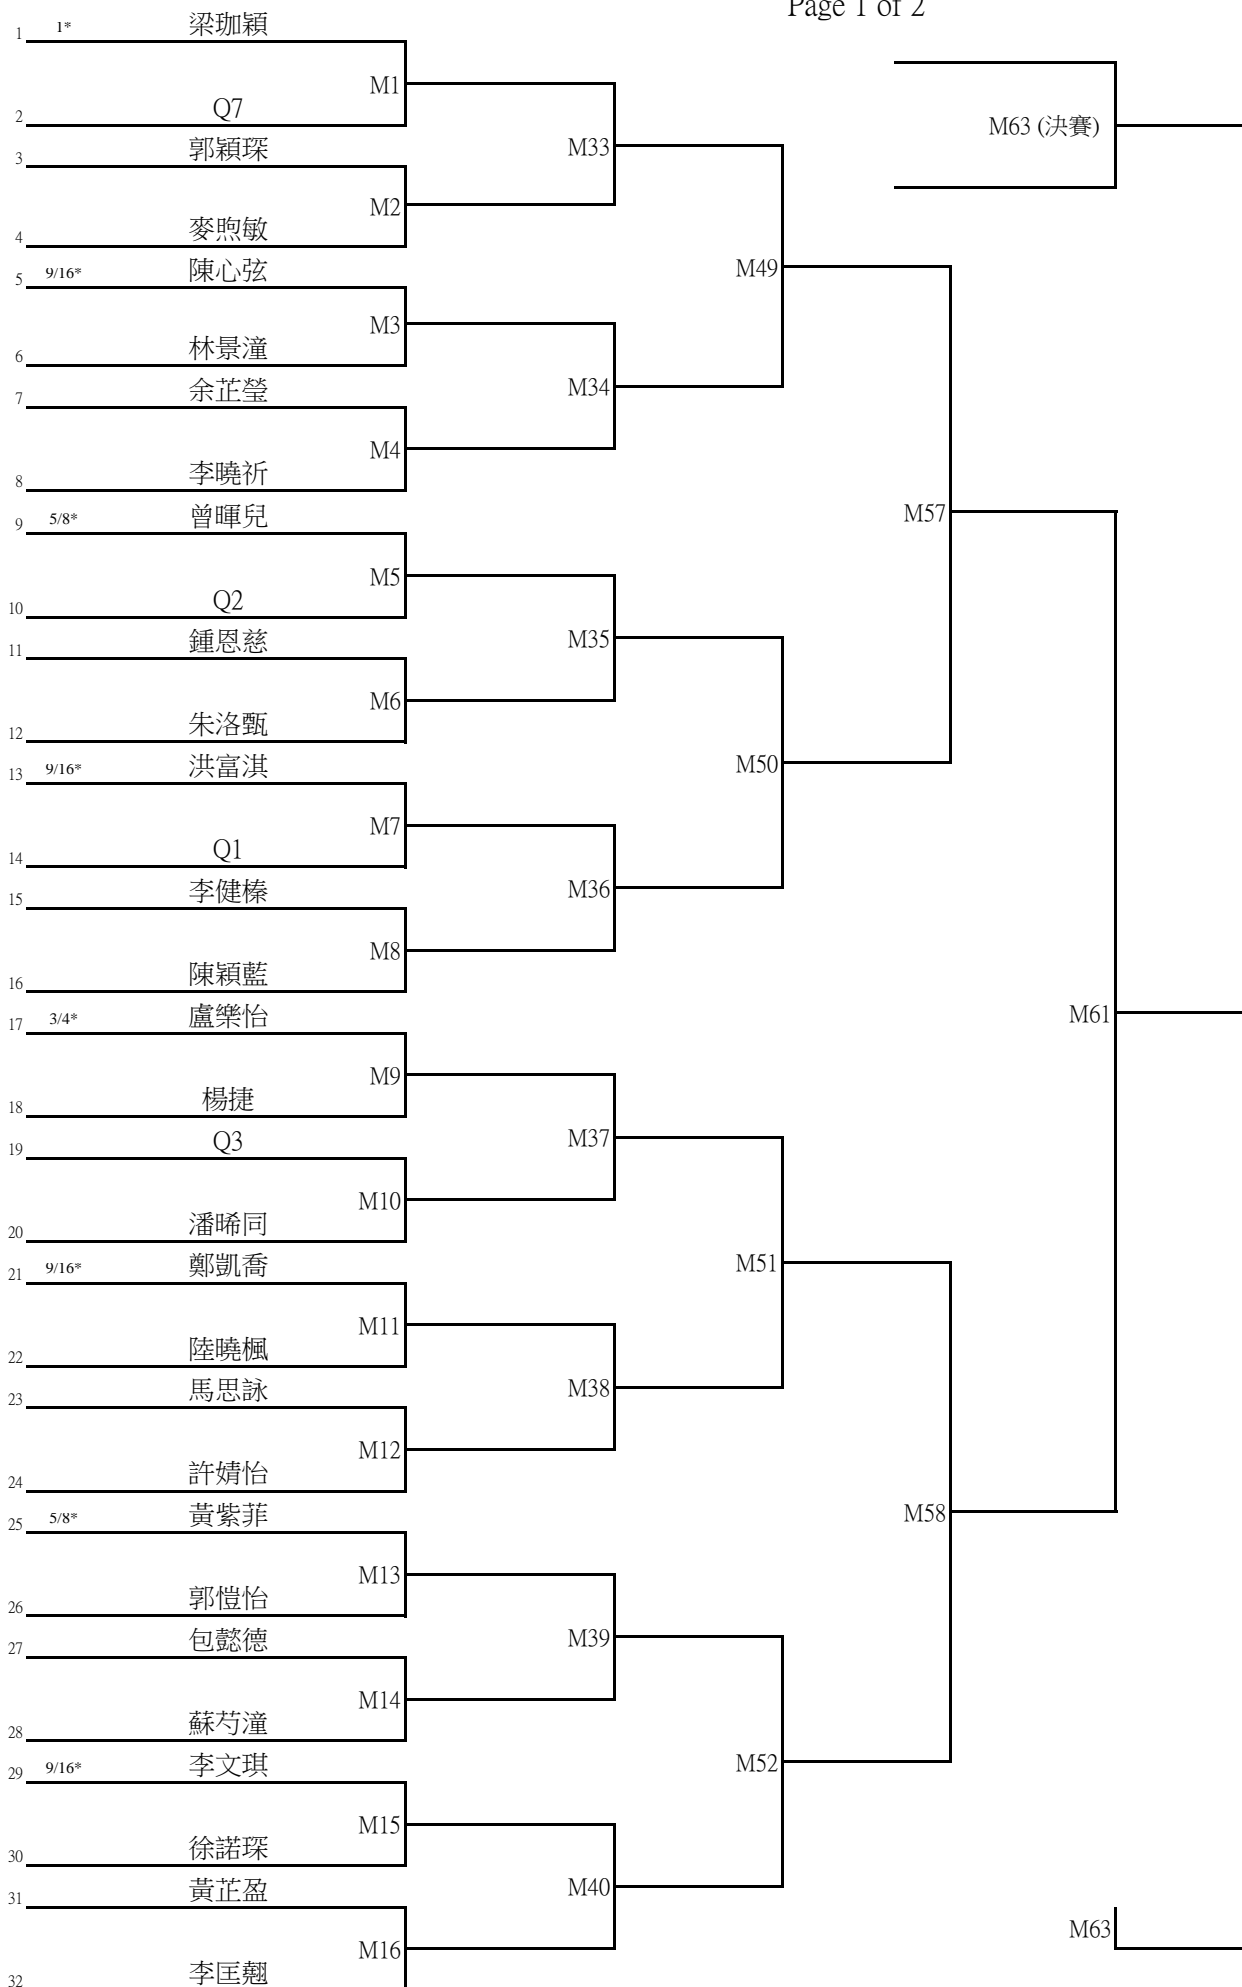 Page 1 of 2
1 1* 梁珈穎
M1
2 Q7
M33
3 郭穎琛
M2
4 麥煦敏
M49
5 9/16* 陳心弦
M3
6 林景潼
M34
7 余芷瑩
M4
8 李曉祈
M57
9 5/8* 曾暉兒
M5
10 Q2
M35
11 鍾恩慈
M6
12 朱洛甄
M50
13 9/16* 洪富淇
M7
14 Q1
M36
15 李健榛
M8
16 陳穎藍
M61
17 3/4* 盧樂怡
M9
18 楊捷
M37
19 Q3
M10
20 潘晞同
M51
21 9/16* 鄭凱喬
M11
22 陸曉楓
M38
23 馬思詠
M12
24 許婧怡
M58
25 5/8* 黃紫菲
M13
26 郭愷怡
M39
27 包懿德
M14
28 蘇芍潼
M52
29 9/16* 李文琪
M15
30 徐諾琛
M40
31 黃芷盈
M16
32 李匡翹
M63 (決賽)
M63